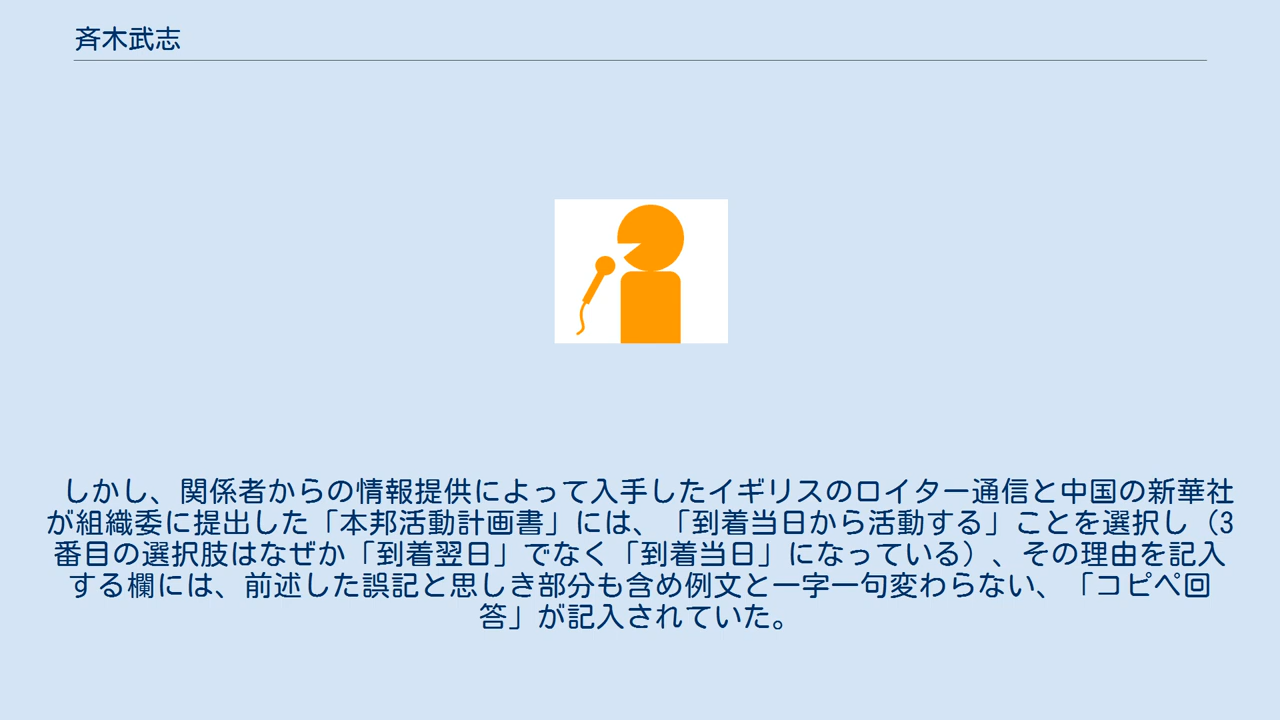 斉木武志
しかし、関係者からの情報提供によって入手したイギリスのロイター通信と中国の新華社
が組織委に提出した「本邦活動計画書」には、「到着当日から活動する」ことを選択し（3
番目の選択肢はなぜか「到着翌日」でなく「到着当日」になっている）、その理由を記入
する欄には、前述した誤記と思しき部分も含め例文と一字一句変わらない、「コピペ回
答」が記入されていた。